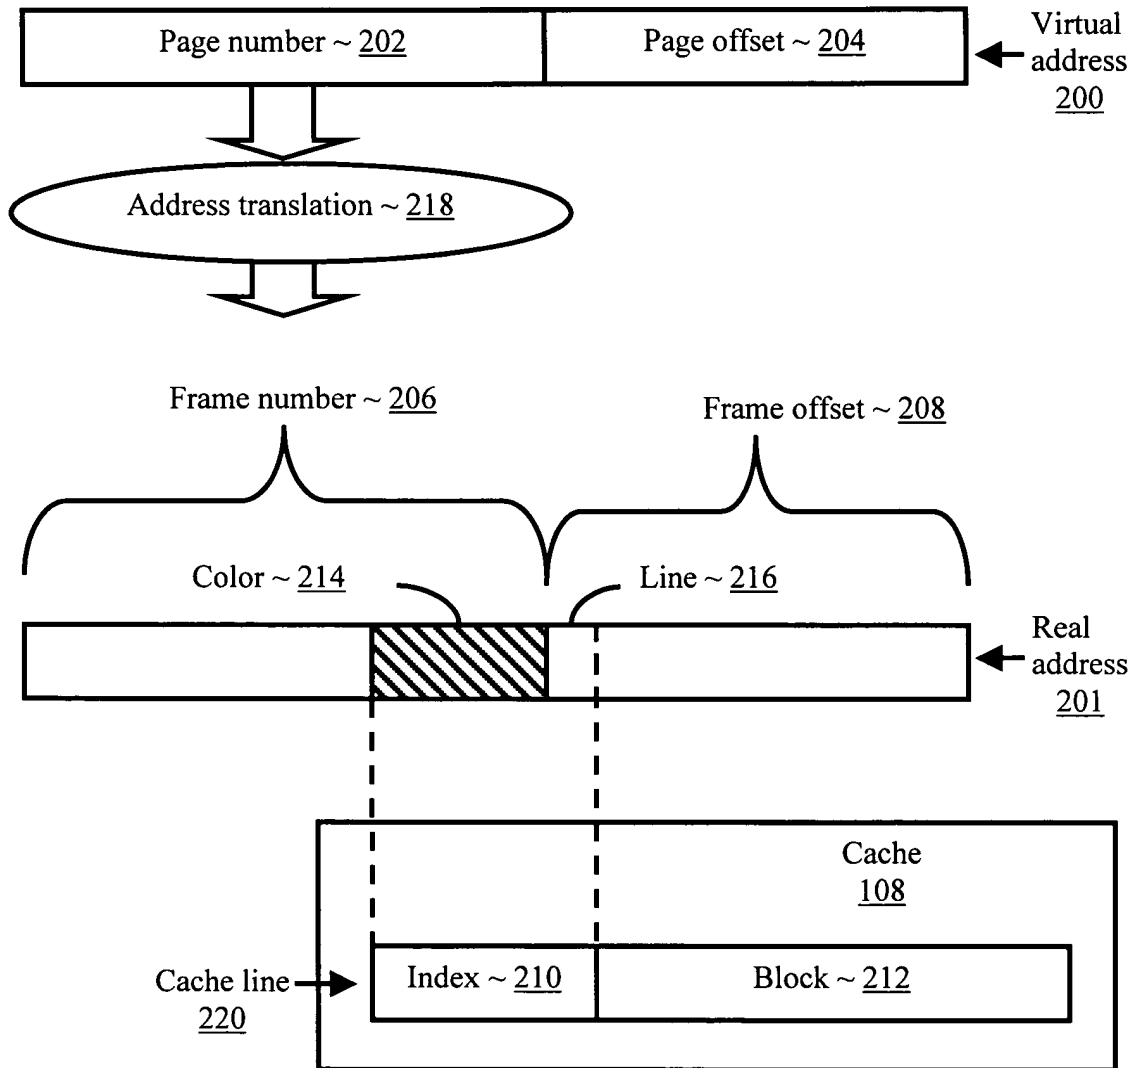 Page number ~ 202
Page offset ~ 204
Virtual
address
200
Address translation ~ 218
Frame number ~ 206
Frame offset ~ 208
Color ~ 214
Line ~ 216
Real
address
201
Cache
108
Cache line
220
Index ~ 210
Block ~ 212